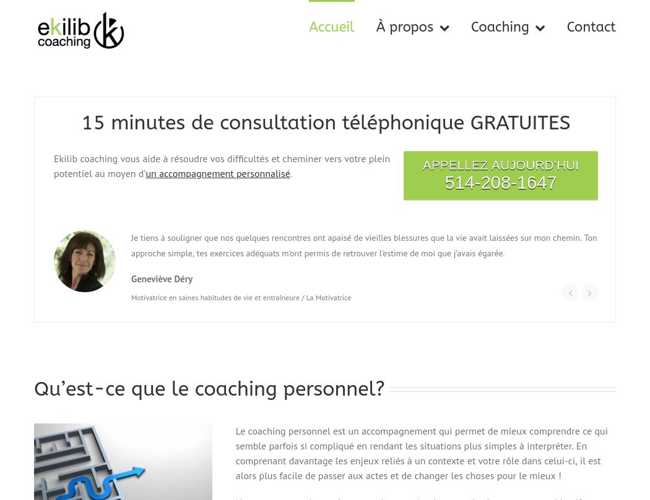 ekilib
coaching
Accueil
À propos
Coaching
Contact
15 minutes de consultation téléphonique GRATUITES
Ekilib coaching vous aide à résoudre vos difficultés et cheminer vers votre plein
potentiel au moyen d'un accompagnement personnalisé.
APPELLEZ AUJOURD'HUI
514-208-1647
Je tiens à souligner que nos quelques rencontres ont apaisé de vieilles blessures que la vie avait laissées sur mon chemin. Ton
approche simple, tes exercices adéquats m'ont permis de retrouver l'estime de moi que j'avais égarée.
Geneviève Déry
Motivatrice en saines habitudes de vie et entraîneure / La Motivatrice
Qu'est-ce que le coaching personnel?
Le coaching personnel est un accompagnement qui permet de mieux comprendre ce qui
semble parfois si compliqué en rendant les situations plus simples à interpréter. En
comprenant davantage les enjeux reliés à un contexte et votre rôle dans celui-ci, il est
alors plus facile de passer aux actes et de changer les choses pour le mieux !